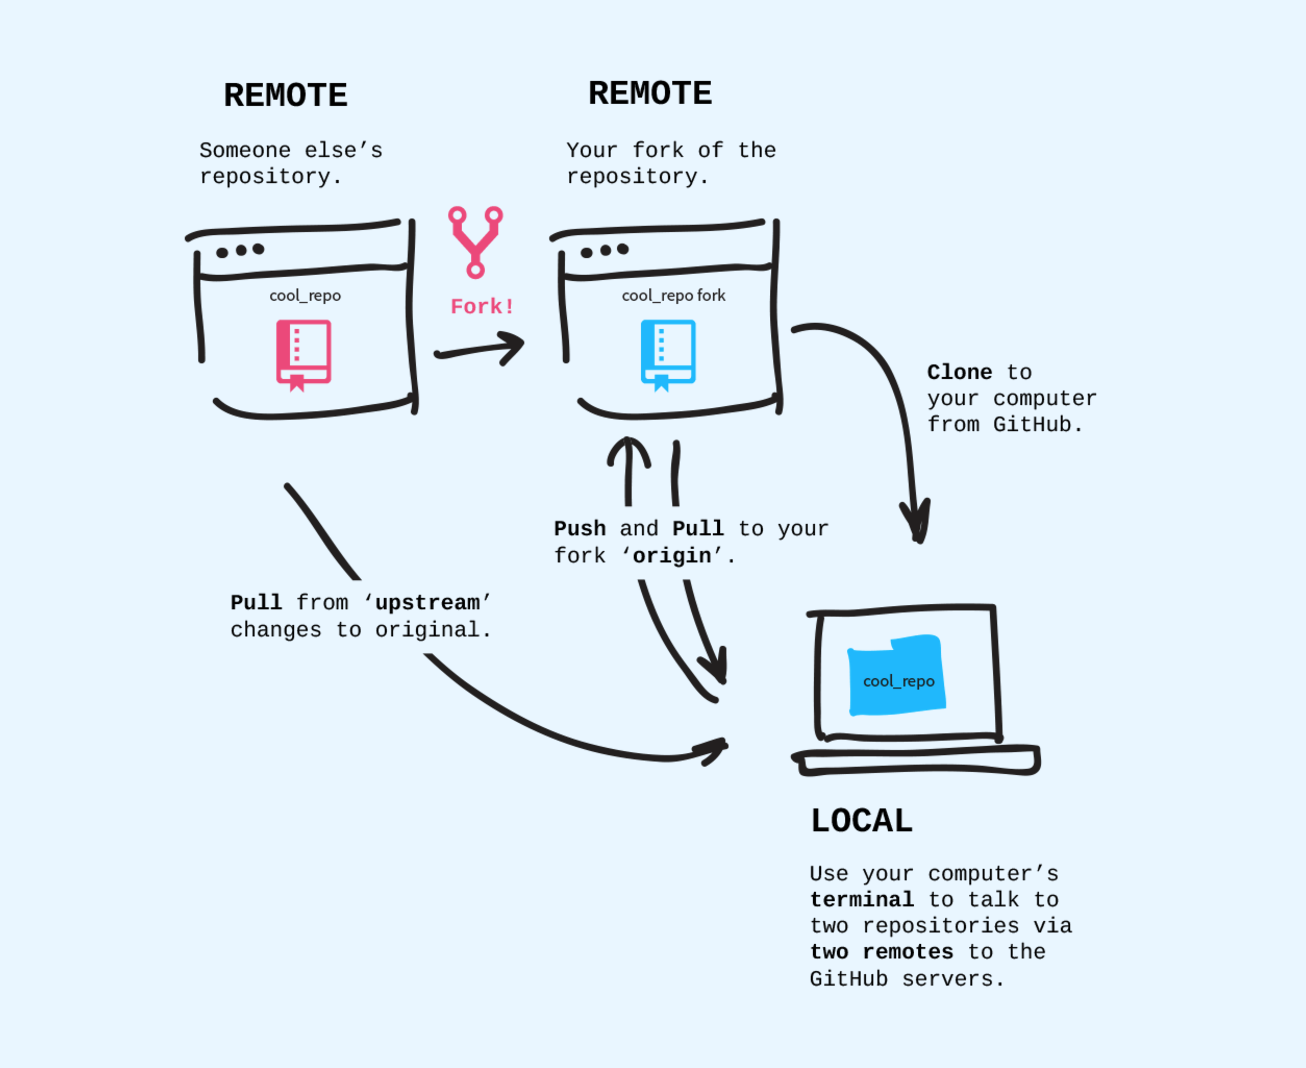 REMOTE
Someone else’s
repository.
REMOTE
Your fork of the
repository.
cool_repo
Fork!
cool_repo fork
Clone to
your computer
from GitHub.
Push and Pull to your
fork ‘origin’.
Pull from ‘upstream’
changes to original.
cool_repo
LOCAL
Use your computer’s
terminal to talk to
two repositories via
two remotes to the
GitHub servers.